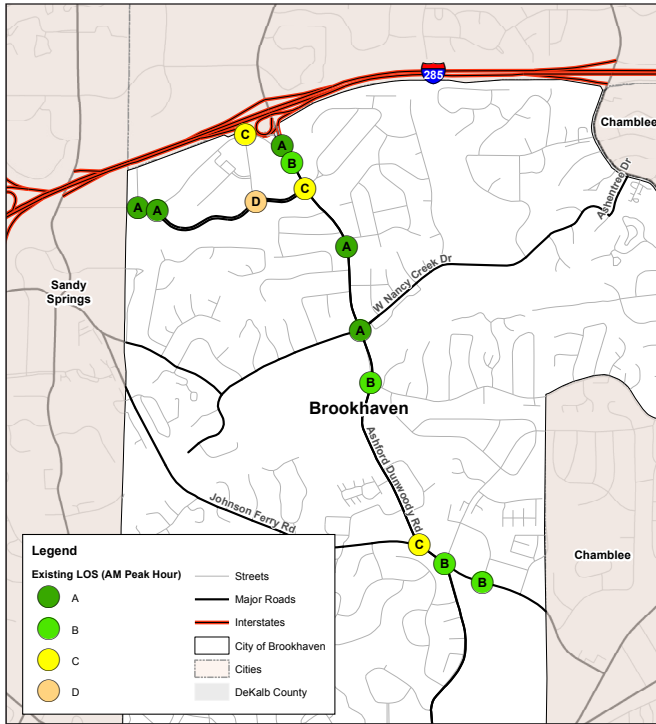 285
Chamblee
C
A
B
C
D
A
A
Ashentree Dr
A
W Nancy Creek Dr
Sandy
Springs
A
B
Brookhaven
Ashford Dunwoody Rd
Johnson Ferry Rd
C
B
B
Chamblee
Legend
Existing LOS (AM Peak Hour)
A
B
C
D
Streets
Major Roads
Interstates
City of Brookhaven
Cities
DeKalb County